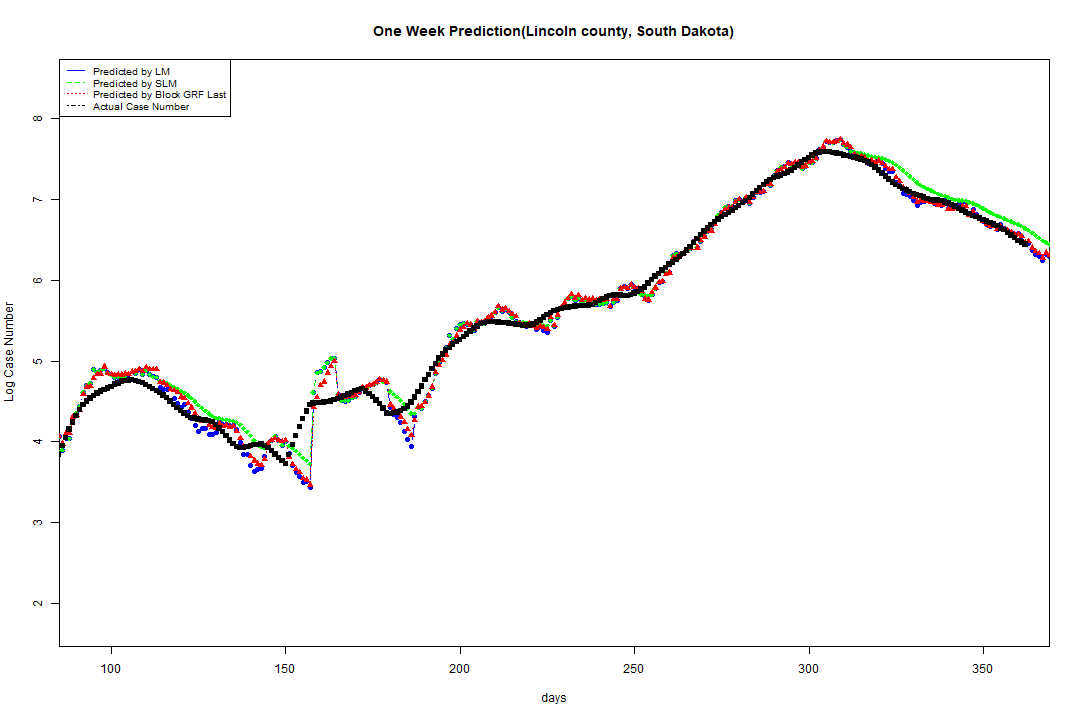 One Week Prediction(Lincoln county, South Dakota)
Predicted by LM
Predicted by SLM
Predicted by Block GRF Last
Actual Case Number
Log Case Number
8
7
6
5
4
3
2
100 150 200 250 300 350
days